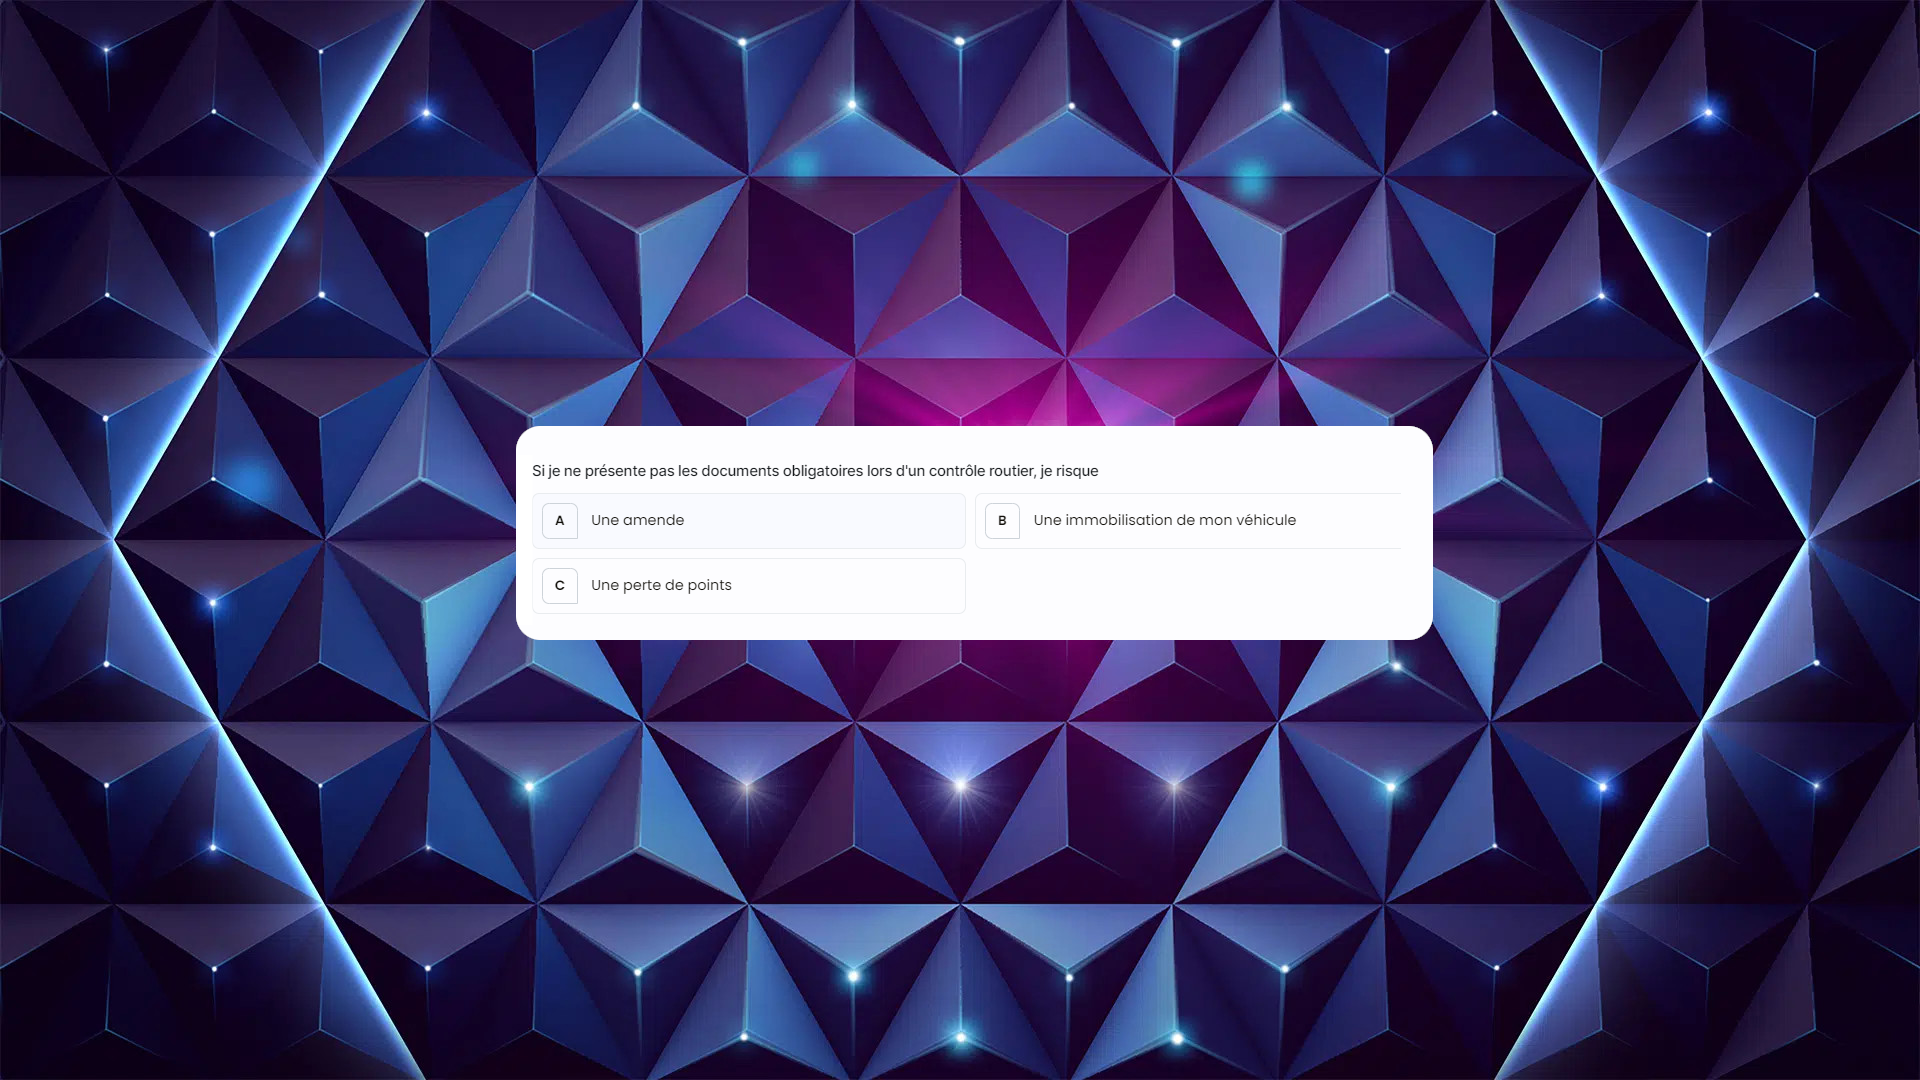 Si je ne présente pas les documents obligatoires lors d'un contrôle routier, je risque
A Une amende
B Une immobilisation de mon véhicule
C Une perte de points